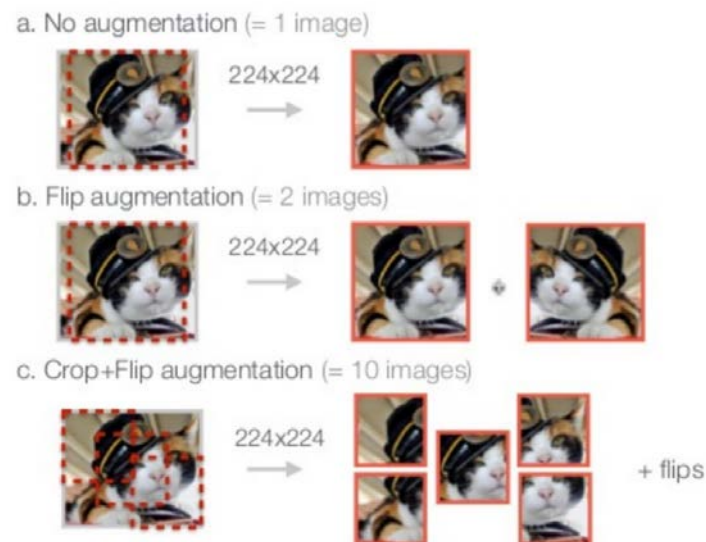 a. No augmentation (= 1 image)
224x224
b. Flip augmentation (= 2 images)
224x224
c. Crop+Flip augmentation (= 10 images)
224x224
+ flips